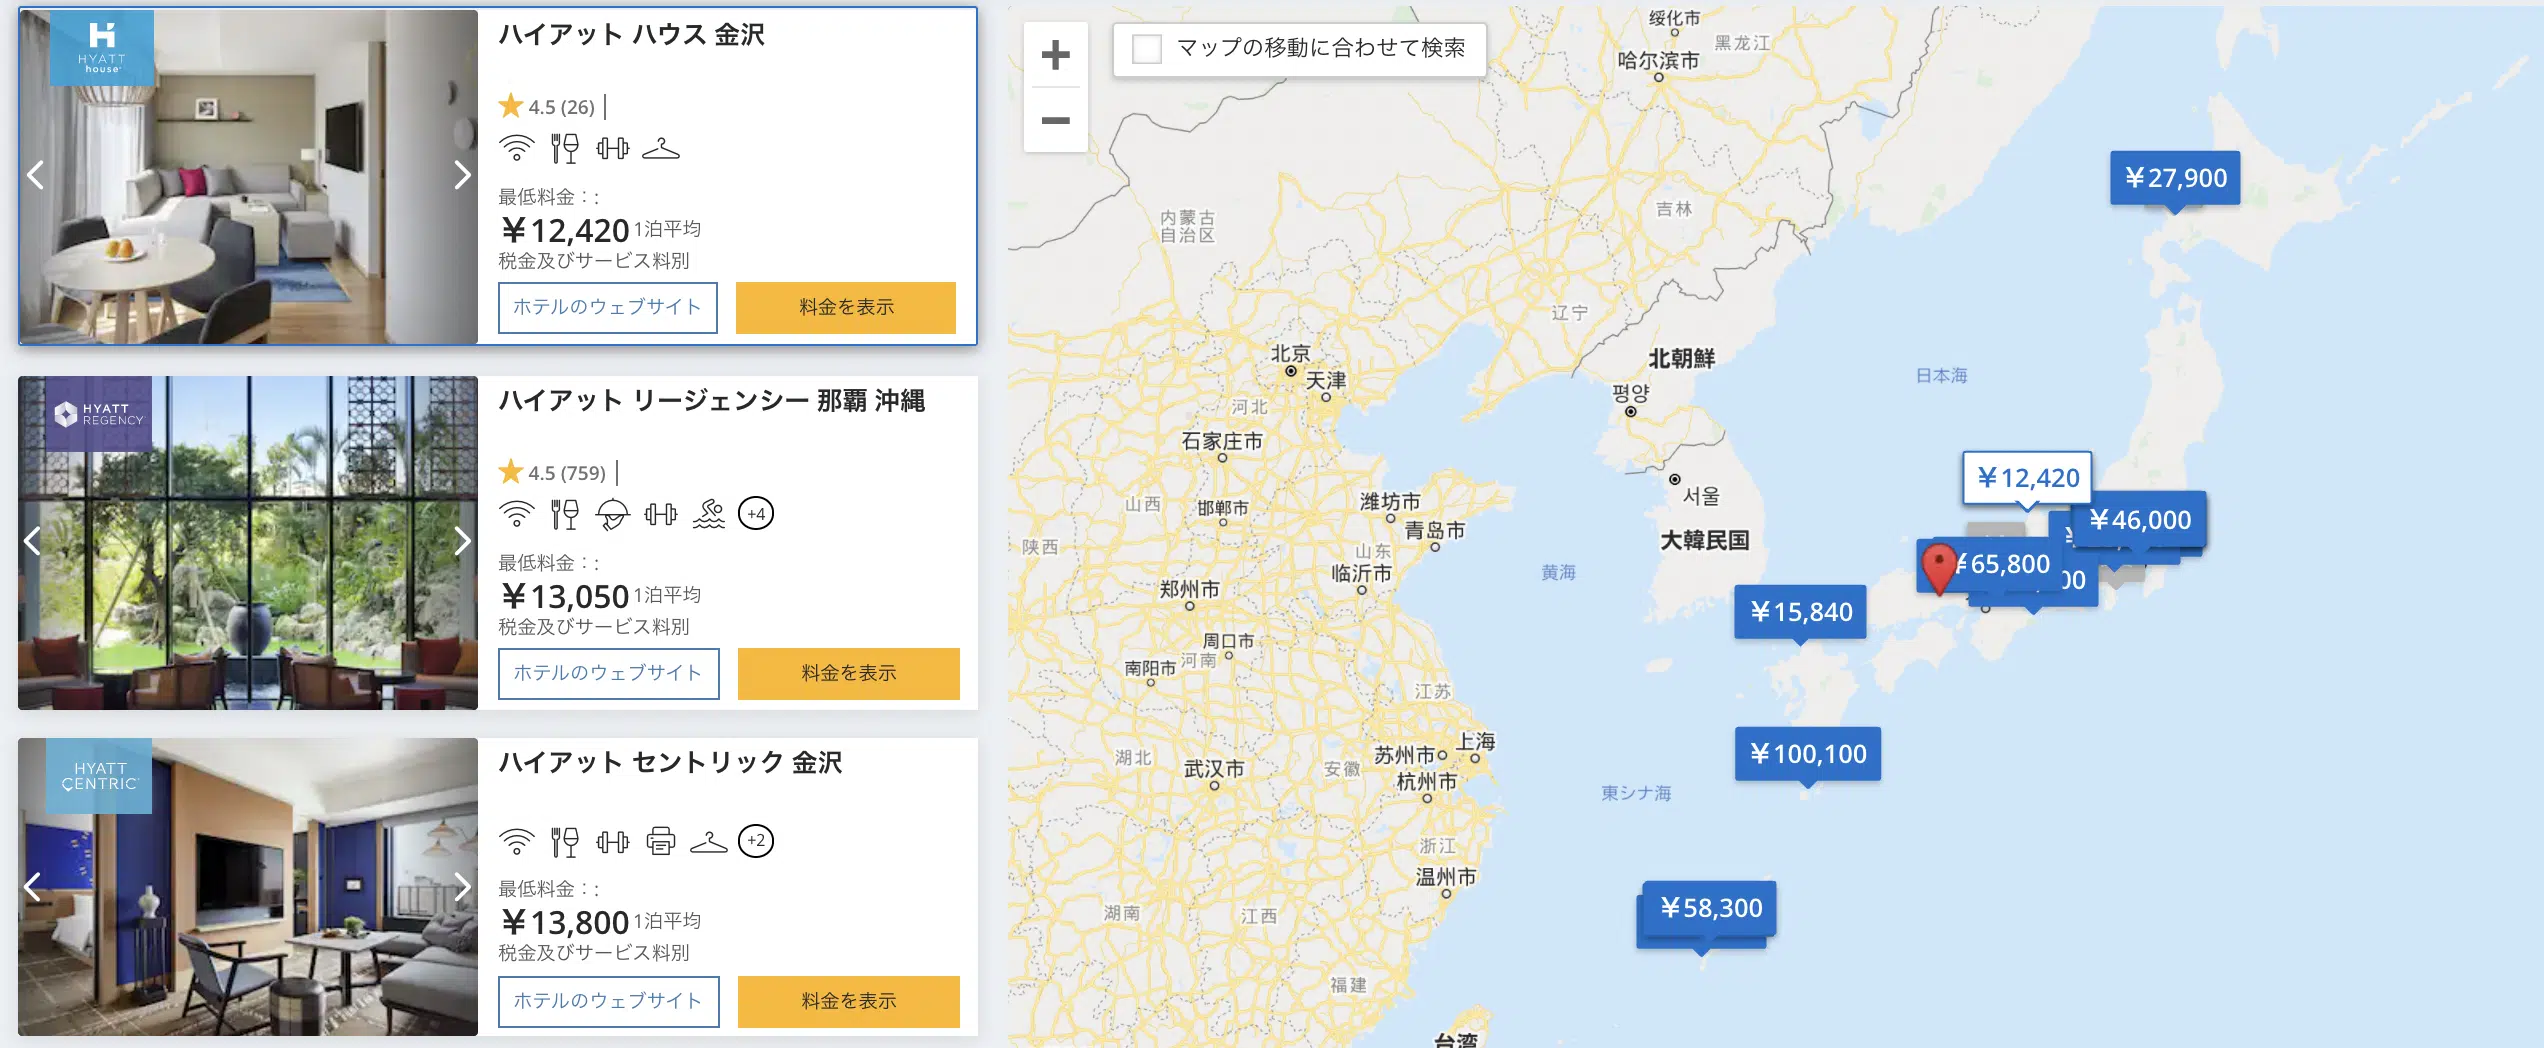 HYATT
house
ハイアット ハウス 金沢
4.5 (26)
最低料金：:
￥12,420 1泊平均
税金及びサービス料別
ホテルのウェブサイト
料金を表示
HYATT
REGENCY
ハイアット リージェンシー 那覇 沖縄
4.5 (759)
+4
最低料金：:
￥13,050 1泊平均
税金及びサービス料別
ホテルのウェブサイト
料金を表示
HYATT
CENTRIC
ハイアット セントリック 金沢
+2
最低料金：:
￥13,800 1泊平均
税金及びサービス料別
ホテルのウェブサイト
料金を表示
+
−
マップの移動に合わせて検索
绥化市
黑龙江
哈尔滨市
￥27,900
内蒙古
自治区
吉林
辽宁
北京
天津
北朝鮮
평양
日本海
河北
石家庄市
서울
￥12,420
山西
邯郸市
潍坊市
青岛市
￥46,000
大韓民国
陕西
山东
临沂市
黄海
￥65,800
00
郑州市
￥15,840
周口市
河南
南阳市
江苏
湖北
武汉市
安徽
苏州市
上海
杭州市
￥100,100
東シナ海
浙江
温州市
湖南
江西
￥58,300
福建
台湾